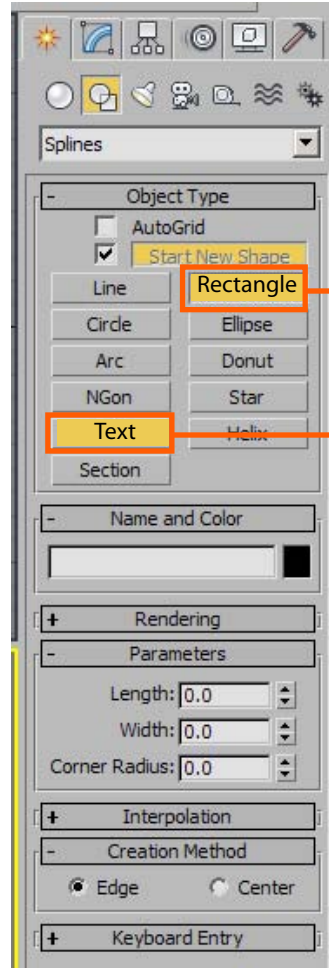 Splines
- Object Type
AutoGrid
Start New Shape
Line Rectangle
Circle Ellipse
Arc Donut
NGon Star
Text Helix
Section
- Name and Color
+ Rendering
- Parameters
Length: 0.0
Width: 0.0
Corner Radius: 0.0
+ Interpolation
- Creation Method
Edge Center
+ Keyboard Entry